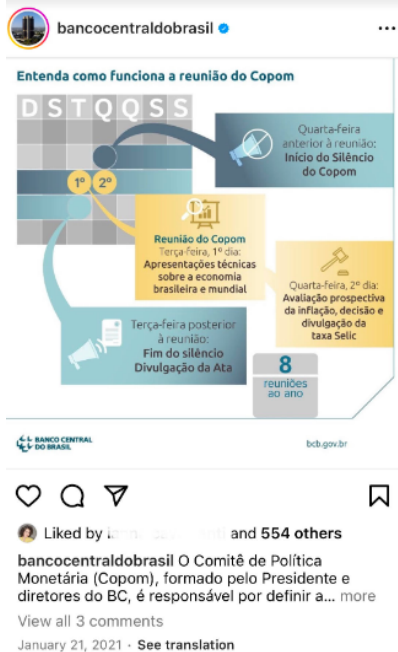 bancocentraldobrasil
Entenda como funciona a reunião do Copom
D S T Q Q S S
Quarta-feira
anterior à reunião:
Início do Silêncio
do Copom
1º 2º
Reunião do Copom
Terça-feira, 1º dia:
Apresentações técnicas
sobre a economia
brasileira e mundial
Quarta-feira, 2º dia:
Avaliação prospectiva
da inflação, decisão e
divulgação da
taxa Selic
Terça-feira posterior
à reunião:
Fim do silêncio
Divulgação da Ata
8
reuniões
ao ano
BANCO CENTRAL
DO BRASIL
bcb.gov.br
Liked by and 554 others
bancocentraldobrasil O Comitê de Política
Monetária (Copom), formado pelo Presidente e
diretores do BC, é responsável por definir a... more
View all 3 comments
January 21, 2021 · See translation